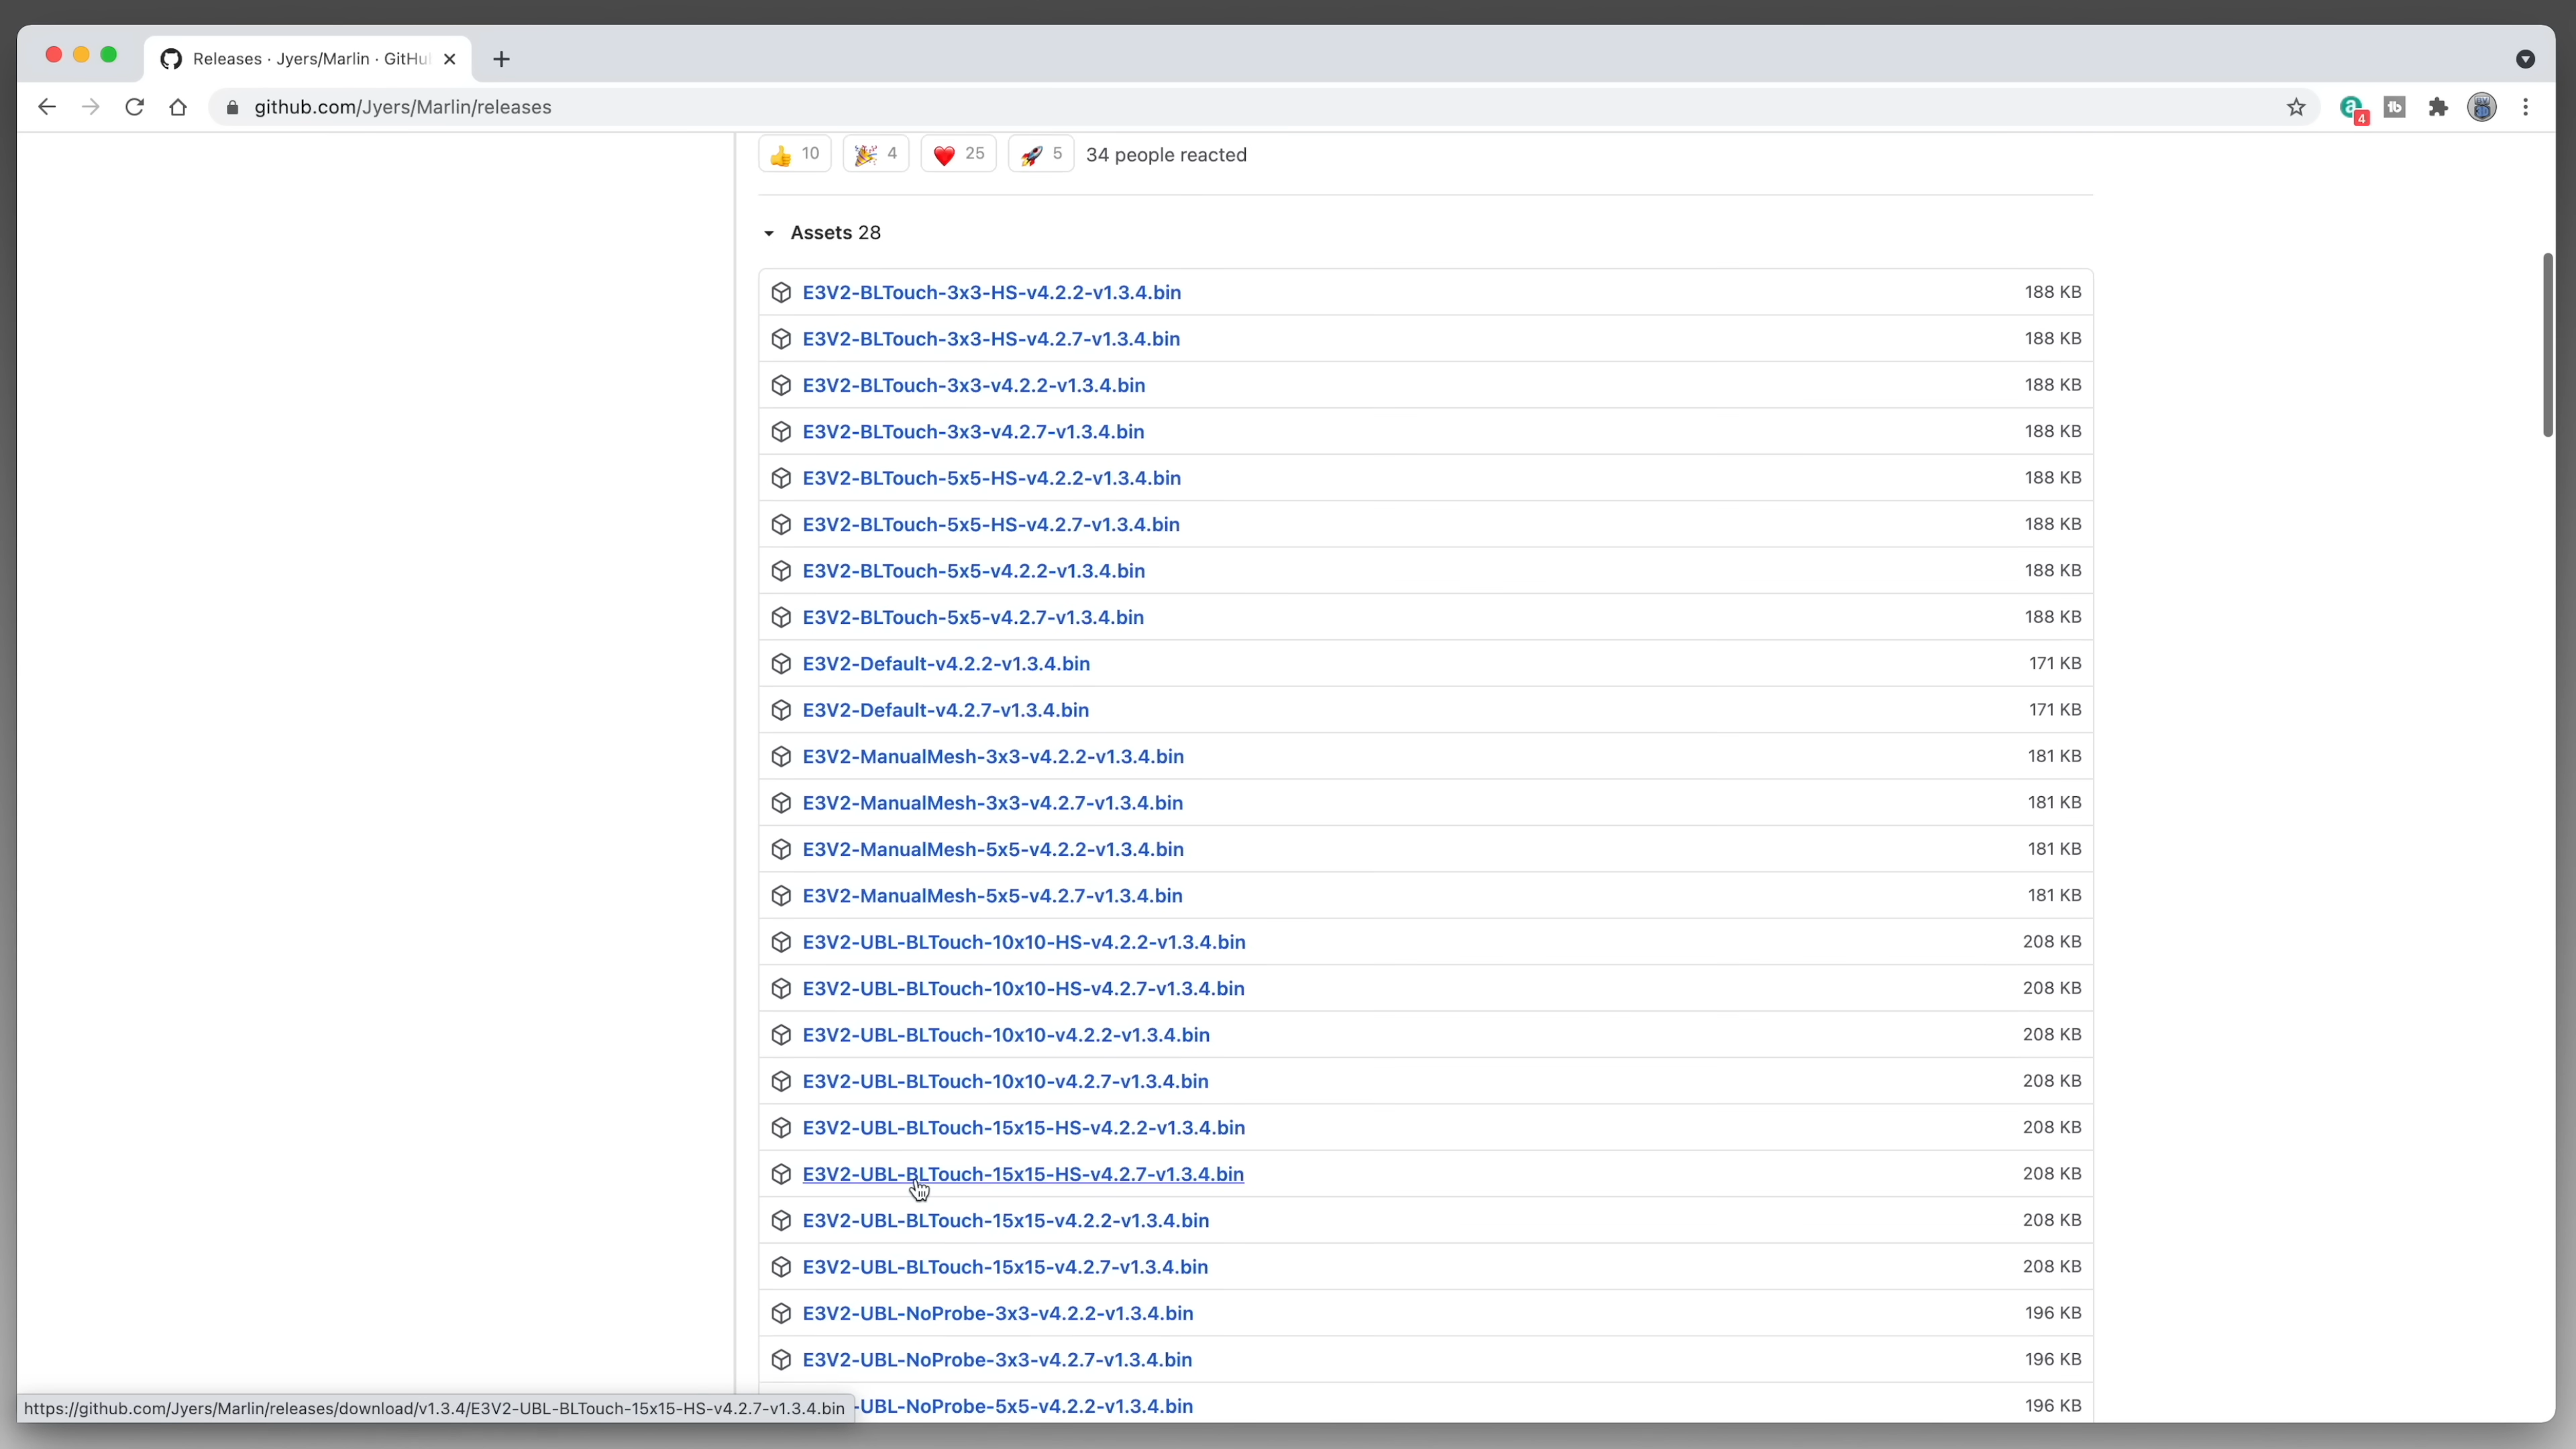 Releases · Jyers/Marlin · GitHu
github.com/Jyers/Marlin/releases
4
10
4
25
5
34 people reacted
Assets 28
E3V2-BLTouch-3x3-HS-v4.2.2-v1.3.4.bin 188 KB
E3V2-BLTouch-3x3-HS-v4.2.7-v1.3.4.bin 188 KB
E3V2-BLTouch-3x3-v4.2.2-v1.3.4.bin 188 KB
E3V2-BLTouch-3x3-v4.2.7-v1.3.4.bin 188 KB
E3V2-BLTouch-5x5-HS-v4.2.2-v1.3.4.bin 188 KB
E3V2-BLTouch-5x5-HS-v4.2.7-v1.3.4.bin 188 KB
E3V2-BLTouch-5x5-v4.2.2-v1.3.4.bin 188 KB
E3V2-BLTouch-5x5-v4.2.7-v1.3.4.bin 188 KB
E3V2-Default-v4.2.2-v1.3.4.bin 171 KB
E3V2-Default-v4.2.7-v1.3.4.bin 171 KB
E3V2-ManualMesh-3x3-v4.2.2-v1.3.4.bin 181 KB
E3V2-ManualMesh-3x3-v4.2.7-v1.3.4.bin 181 KB
E3V2-ManualMesh-5x5-v4.2.2-v1.3.4.bin 181 KB
E3V2-ManualMesh-5x5-v4.2.7-v1.3.4.bin 181 KB
E3V2-UBL-BLTouch-10x10-HS-v4.2.2-v1.3.4.bin 208 KB
E3V2-UBL-BLTouch-10x10-HS-v4.2.7-v1.3.4.bin 208 KB
E3V2-UBL-BLTouch-10x10-v4.2.2-v1.3.4.bin 208 KB
E3V2-UBL-BLTouch-10x10-v4.2.7-v1.3.4.bin 208 KB
E3V2-UBL-BLTouch-15x15-HS-v4.2.2-v1.3.4.bin 208 KB
E3V2-UBL-BLTouch-15x15-HS-v4.2.7-v1.3.4.bin 208 KB
E3V2-UBL-BLTouch-15x15-v4.2.2-v1.3.4.bin 208 KB
E3V2-UBL-BLTouch-15x15-v4.2.7-v1.3.4.bin 208 KB
E3V2-UBL-NoProbe-3x3-v4.2.2-v1.3.4.bin 196 KB
E3V2-UBL-NoProbe-3x3-v4.2.7-v1.3.4.bin 196 KB
-UBL-NoProbe-5x5-v4.2.2-v1.3.4.bin 196 KB
https://github.com/Jyers/Marlin/releases/download/v1.3.4/E3V2-UBL-BLTouch-15x15-HS-v4.2.7-v1.3.4.bin